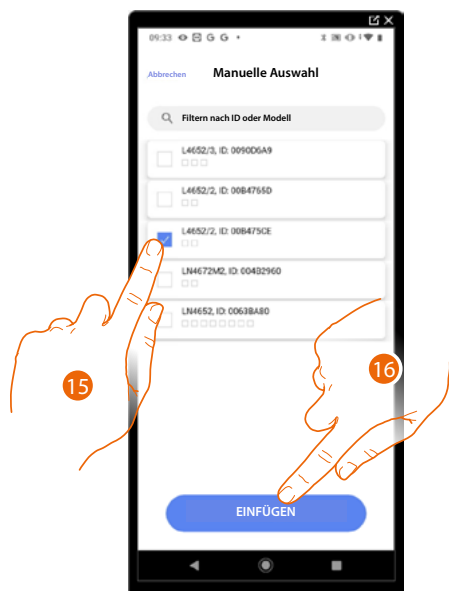 09:33 G G
Abbrechen Manuelle Auswahl
Filtern nach ID oder Modell
L4652/3, ID: 0090D6A9
L4652/2, ID: 00B4765D
L4652/2, ID: 00B475CE
LN4672M2, ID: 004B2960
LN4652, ID: 0063BA80
15
16
EINFÜGEN